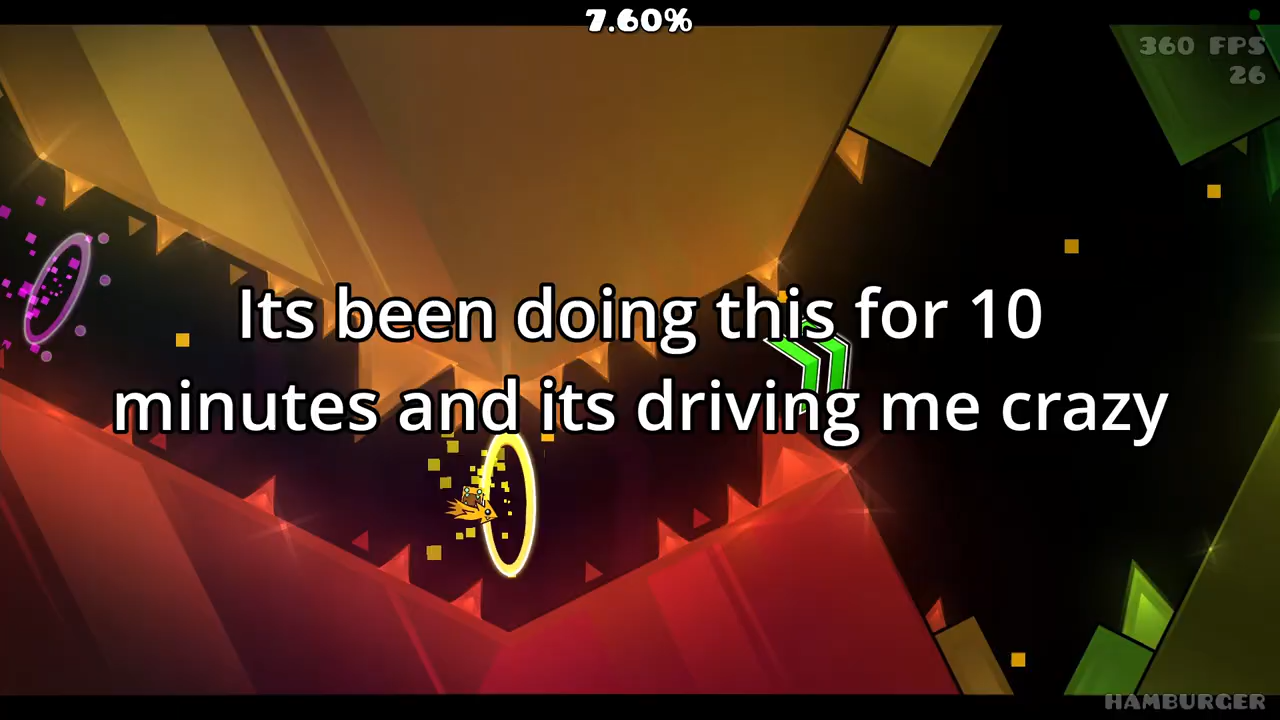 7.60%
360 FPS
26
Its been doing this for 10
minutes and its driving me crazy
HAMBURGER